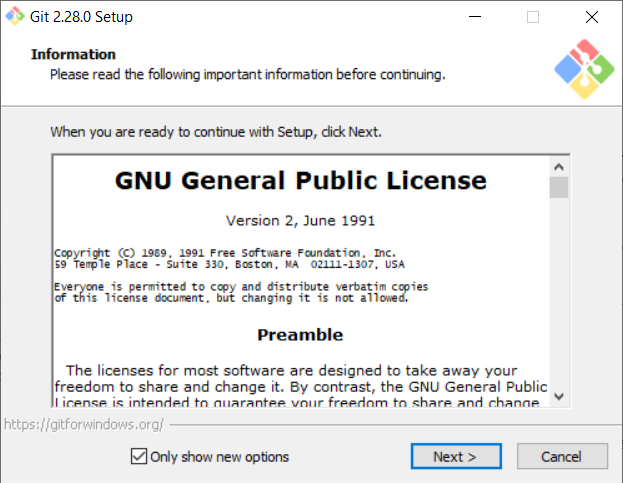 Git 2.28.0 Setup
Information
Please read the following important information before continuing.
When you are ready to continue with Setup, click Next.
GNU General Public License
Version 2, June 1991
Copyright (C) 1989, 1991 Free Software Foundation, Inc.
59 Temple Place - Suite 330, Boston, MA  02111-1307, USA
Everyone is permitted to copy and distribute verbatim copies
of this license document, but changing it is not allowed.
Preamble
The licenses for most software are designed to take away your
freedom to share and change it. By contrast, the GNU General Public
License is intended to guarantee your freedom to share and change
https://gitforwindows.org/
Only show new options
Next >
Cancel